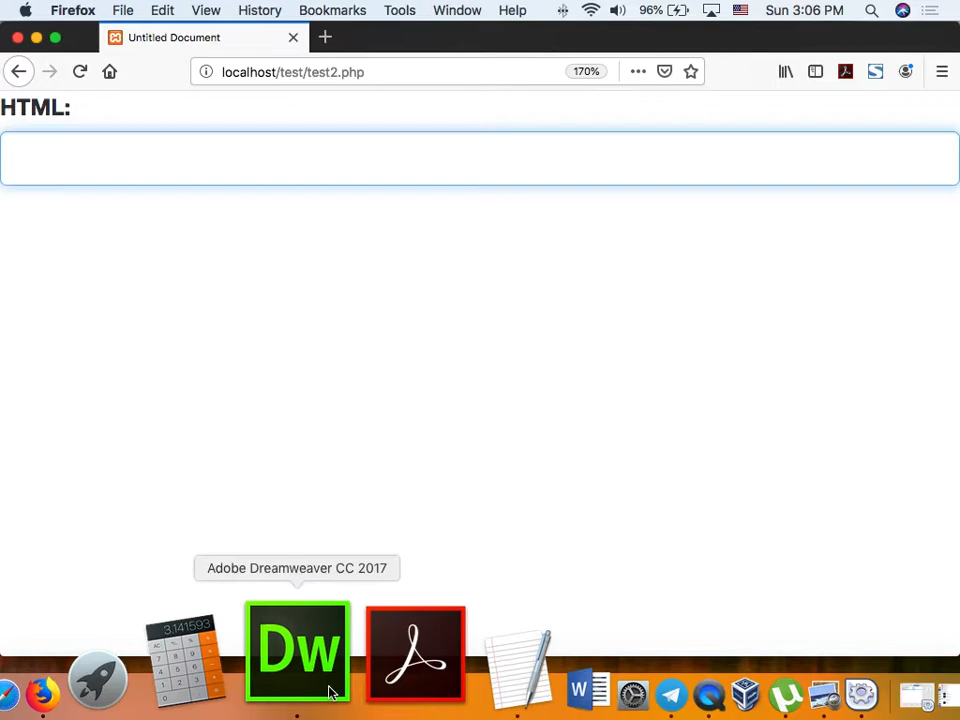 Firefox File Edit View History Bookmarks Tools Window Help 96% Sun 3:06 PM
Untitled Document
localhost/test/test2.php 170%
HTML:
Adobe Dreamweaver CC 2017
3.141593
Dw
W